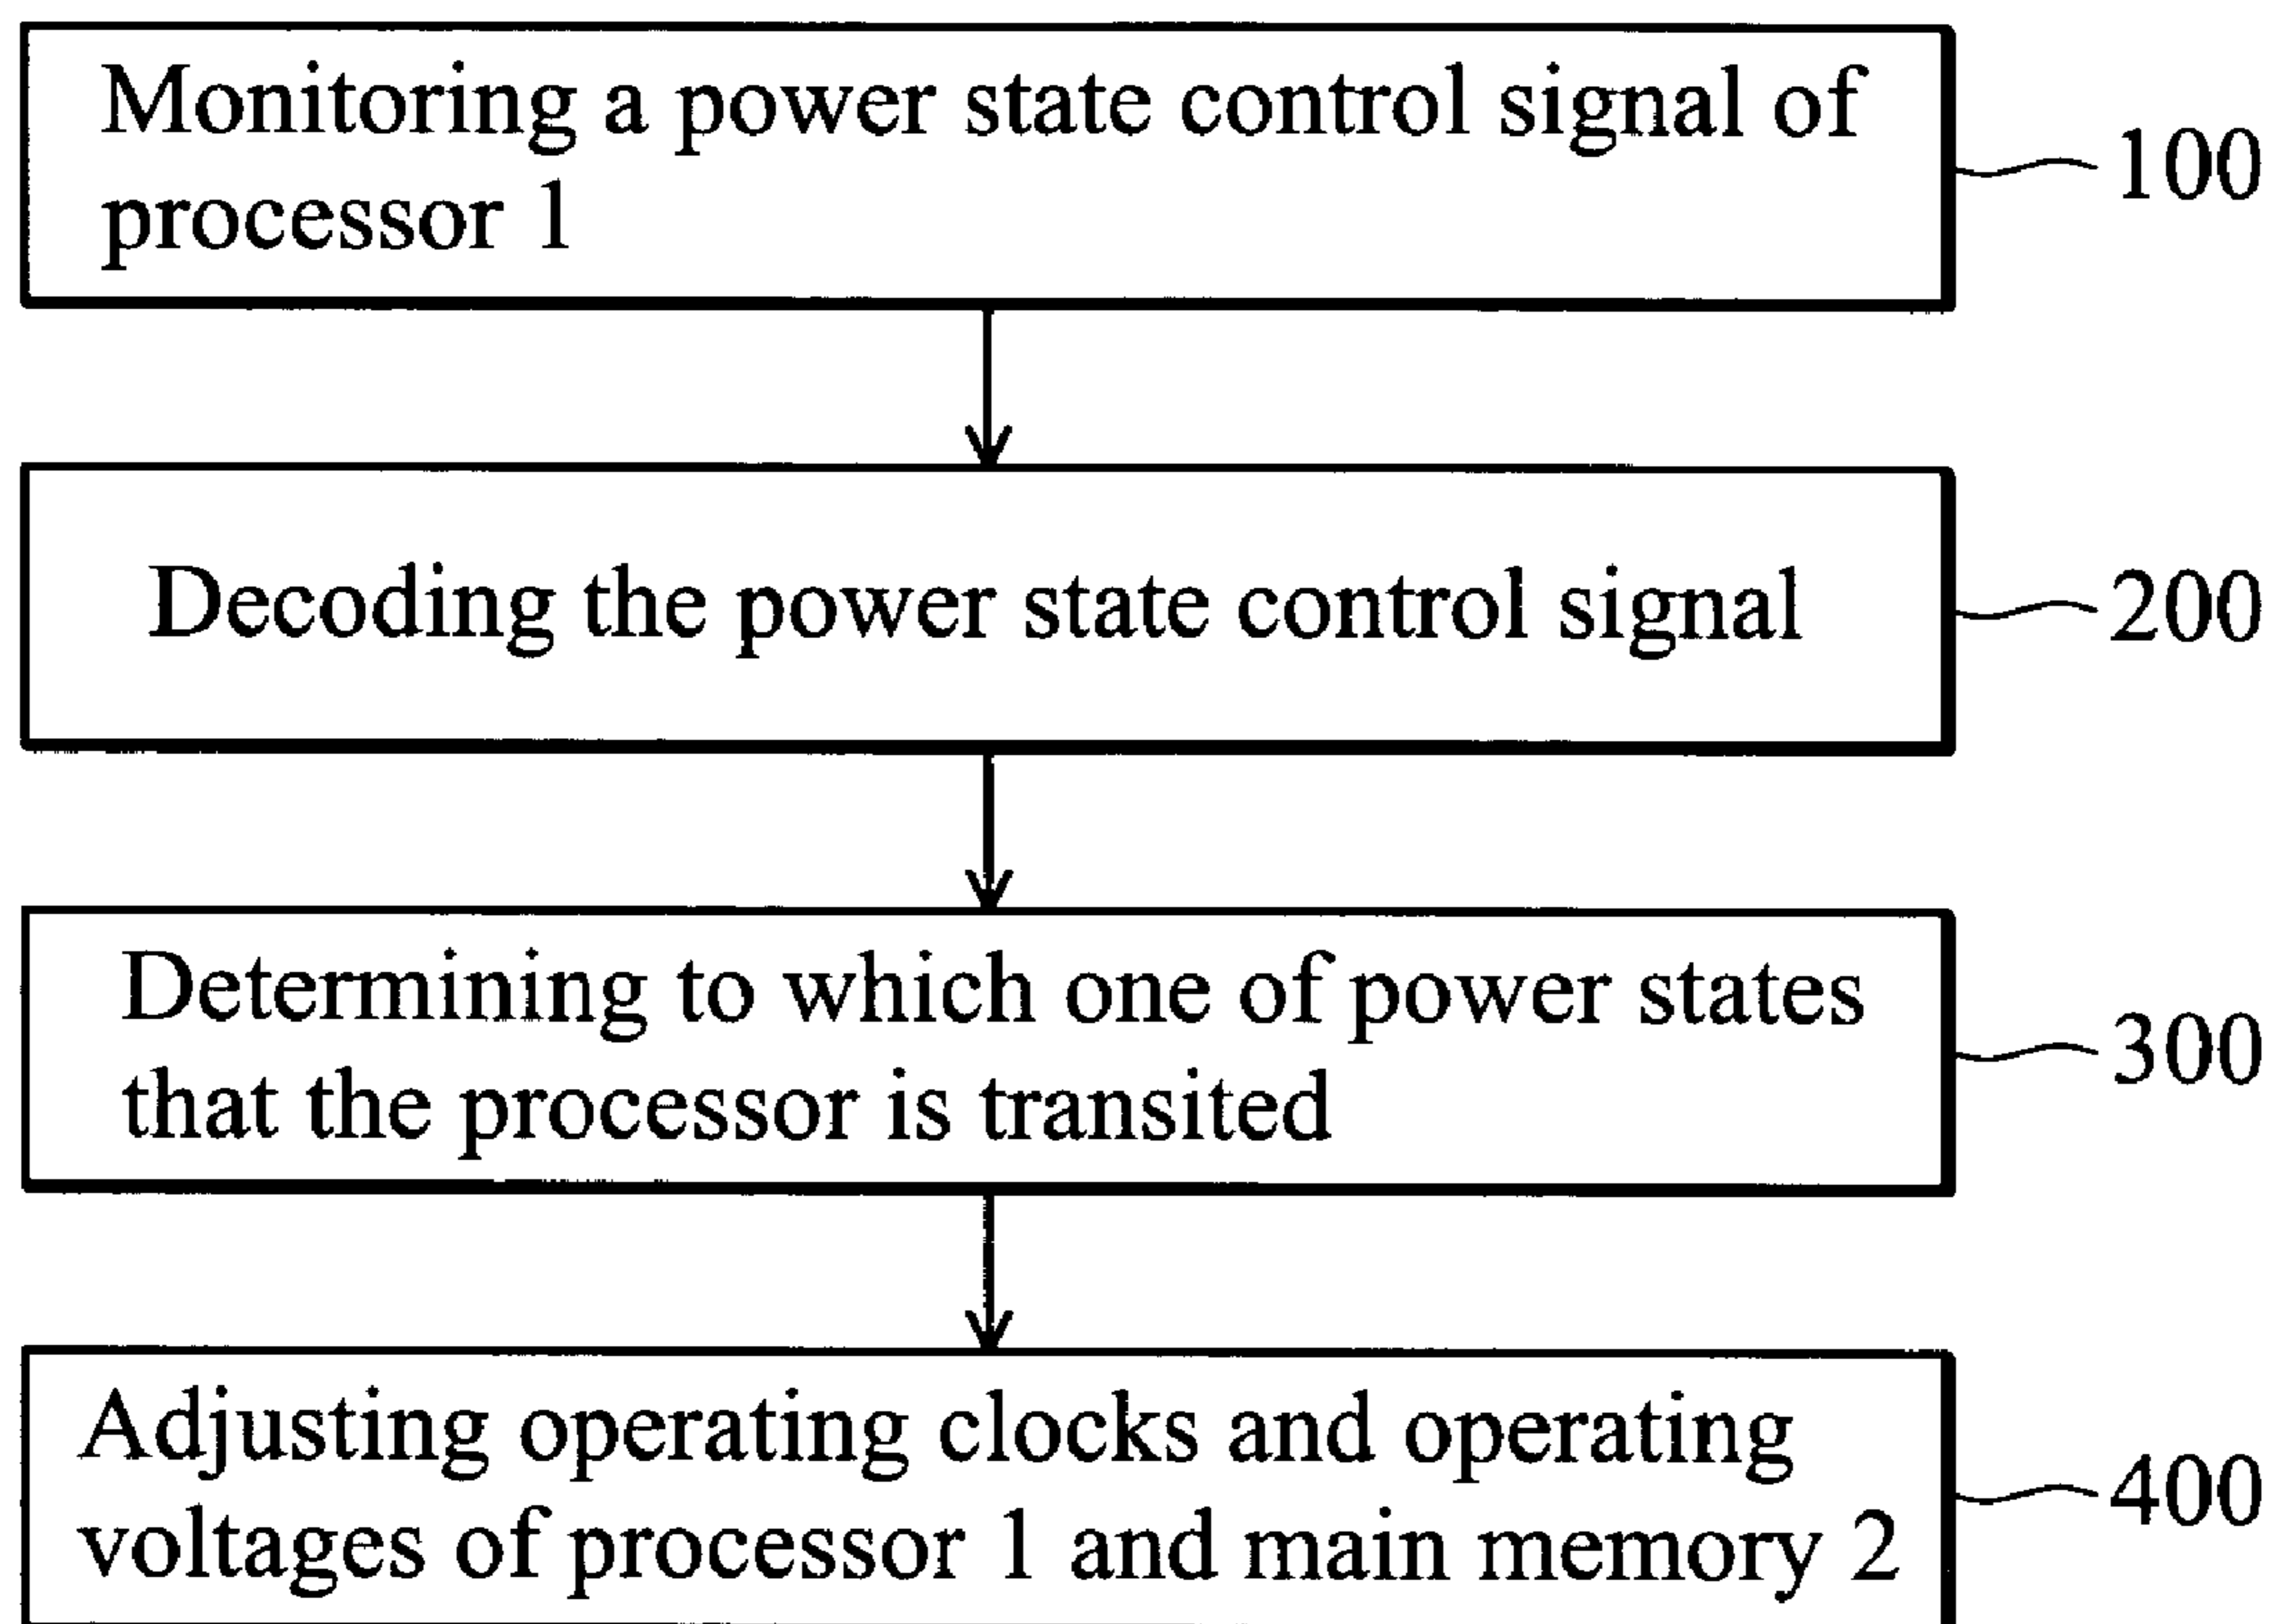 Monitoring a power state control signal of
processor 1
100
Decoding the power state control signal
200
Determining to which one of power states
that the processor is transited
300
Adjusting operating clocks and operating
voltages of processor 1 and main memory 2
400